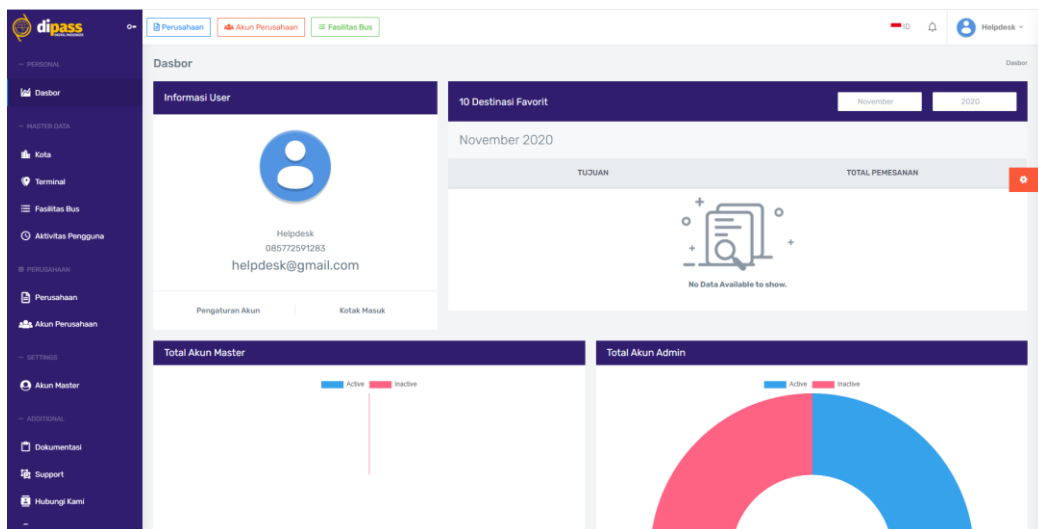 dipass
Perusahaan
Akun Perusahaan
Fasilitas Bus
ID
Helpdesk
PERSONAL
Dasbor
MASTER DATA
Kota
Terminal
Fasilitas Bus
Aktivitas Pengguna
PERUSAHAAN
Perusahaan
Akun Perusahaan
SETTINGS
Akun Master
ADDITIONAL
Dokumentasi
Support
Hubungi Kami
Dasbor
Dasbor
Informasi User
Helpdesk
085772591283
helpdesk@gmail.com
Pengaturan Akun
Kotak Masuk
10 Destinasi Favorit
November
2020
November 2020
TUJUAN
TOTAL PEMESANAN
No Data Available to show.
Total Akun Master
Active
Inactive
Total Akun Admin
Active
Inactive